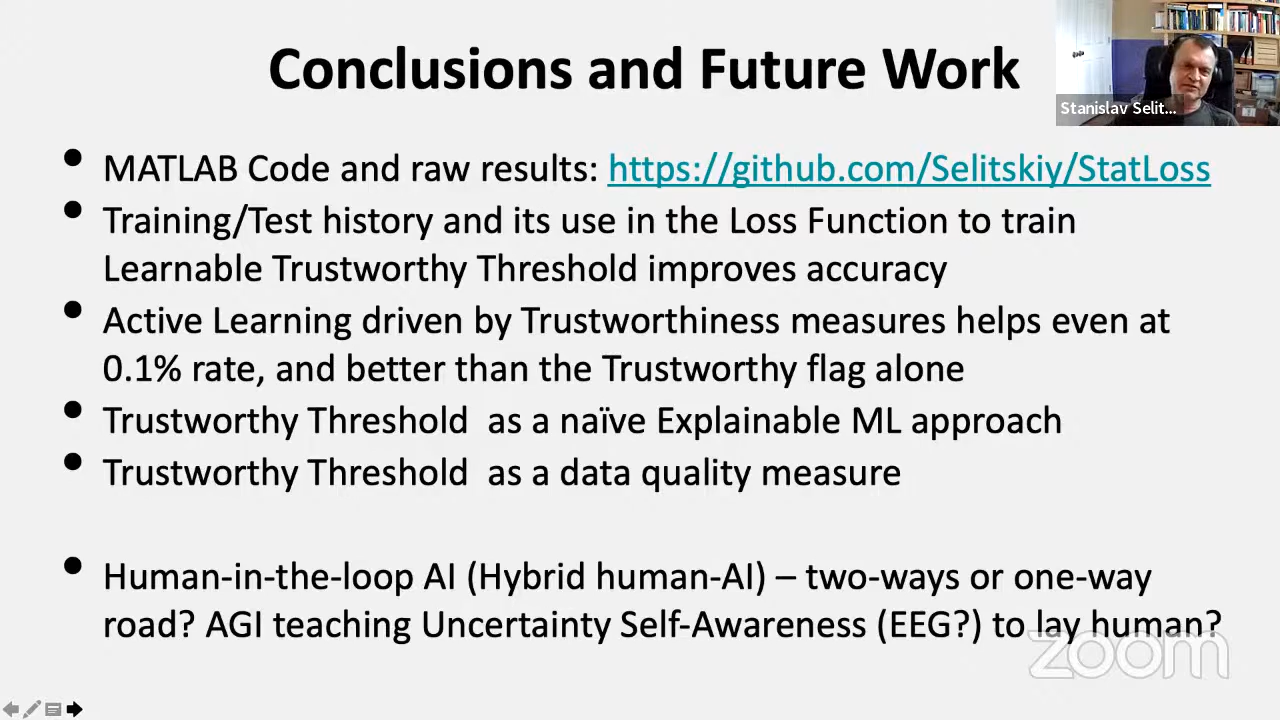 Conclusions and Future Work
Stanislav Selit...
• MATLAB Code and raw results: https://github.com/Selitskiy/StatLoss
• Training/Test history and its use in the Loss Function to train
Learnable Trustworthy Threshold improves accuracy
• Active Learning driven by Trustworthiness measures helps even at
0.1% rate, and better than the Trustworthy flag alone
• Trustworthy Threshold  as a naïve Explainable ML approach
• Trustworthy Threshold  as a data quality measure
• Human-in-the-loop AI (Hybrid human-AI) – two-ways or one-way
road? AGI teaching Uncertainty Self-Awareness (EEG?) to lay human?
zoom